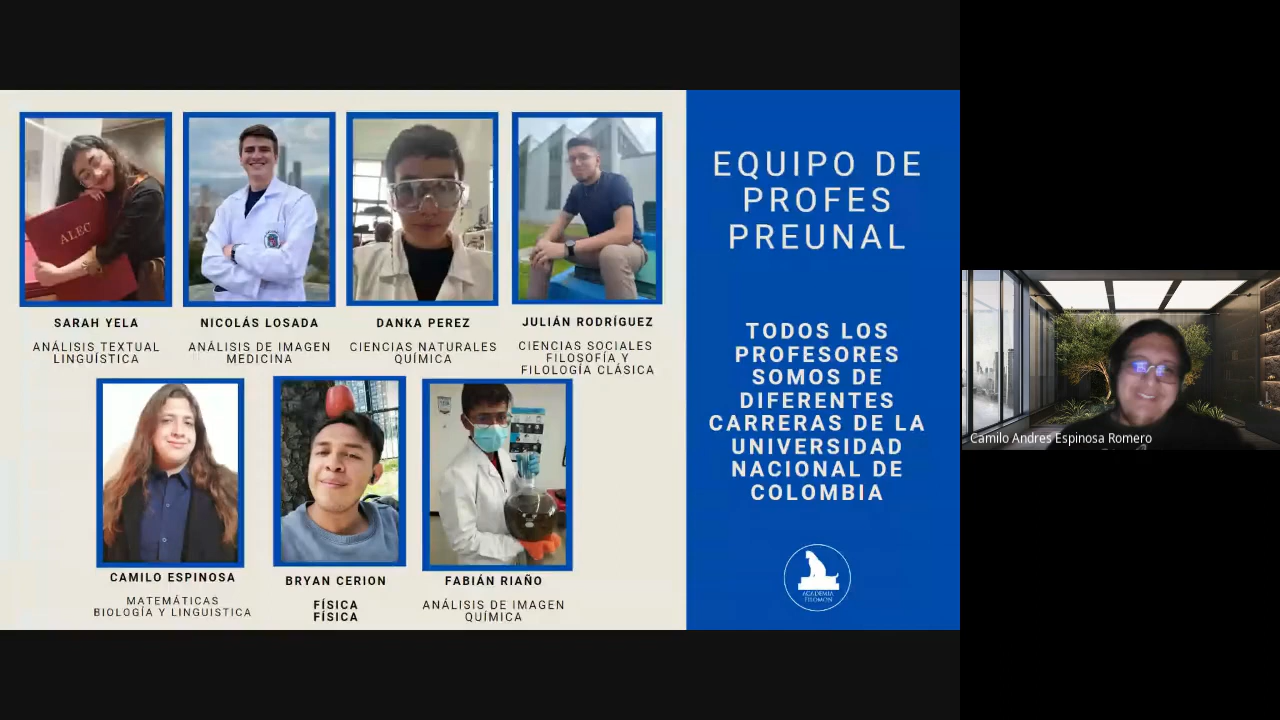 ALEC
SARAH YELA
ANÁLISIS TEXTUAL
LINGUÍSTICA
NICOLÁS LOSADA
ANÁLISIS DE IMAGEN
MEDICINA
DANKA PEREZ
CIENCIAS NATURALES
QUÍMICA
JULIÁN RODRÍGUEZ
CIENCIAS SOCIALES
FILOSOFÍA Y
FILOLOGÍA CLÁSICA
CAMILO ESPINOSA
MATEMÁTICAS
BIOLOGÍA Y LINGUISTICA
BRYAN CERION
FÍSICA
FÍSICA
FABIÁN RIAÑO
ANÁLISIS DE IMAGEN
QUÍMICA
EQUIPO DE
PROFES
PREUNAL
TODOS LOS
PROFESORES
SOMOS DE
DIFERENTES
CARRERAS DE LA
UNIVERSIDAD
NACIONAL DE
COLOMBIA
ACADEMIA
FILOMON
Camilo Andres Espinosa Romero